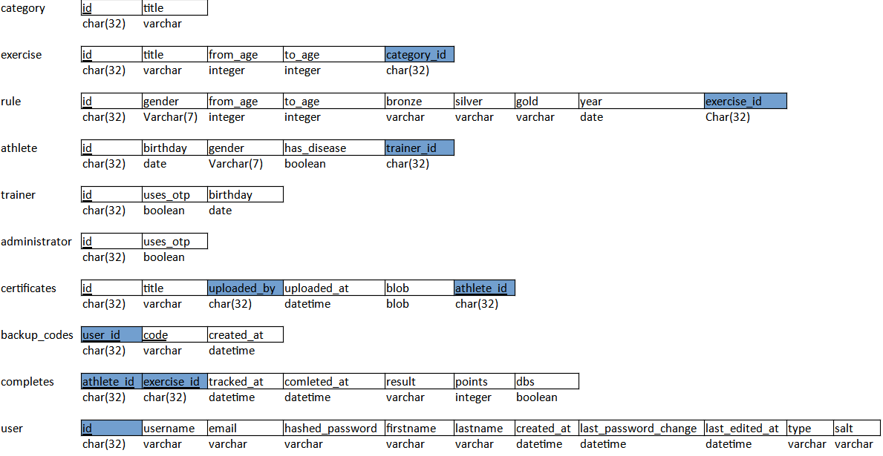 category id title
char(32) varchar
exercise id title from_age to_age category_id
char(32) varchar integer integer char(32)
rule id gender from_age to_age bronze silver gold year exercise_id
char(32) Varchar(7) integer integer varchar varchar varchar date Char(32)
athlete id birthday gender has_disease trainer_id
char(32) date Varchar(7) boolean char(32)
trainer id uses_otp birthday
char(32) boolean date
administrator id uses_otp
char(32) boolean
certificates id title uploaded_by uploaded_at blob athlete_id
char(32) varchar char(32) datetime blob char(32)
backup_codes user_id code created_at
char(32) varchar datetime
completes athlete_id exercise_id tracked_at comleted_at result points dbs
char(32) char(32) datetime datetime varchar integer boolean
user id username email hashed_password firstname lastname created_at last_password_change last_edited_at type salt
char(32) varchar varchar varchar varchar varchar datetime datetime datetime varchar varchar